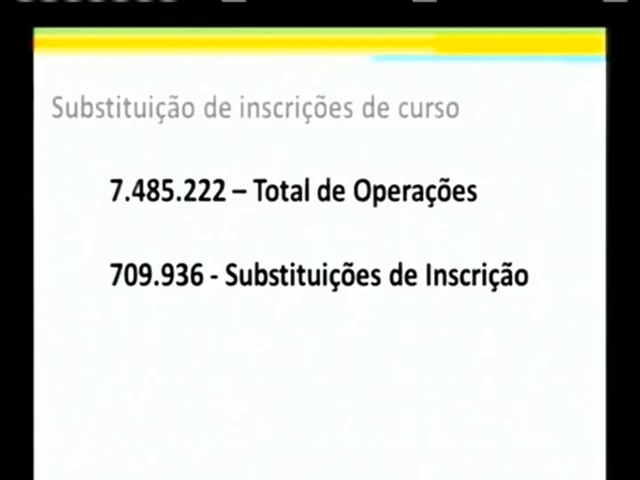 Substituição de inscrições de curso
7.485.222 – Total de Operações
709.936 - Substituições de Inscrição